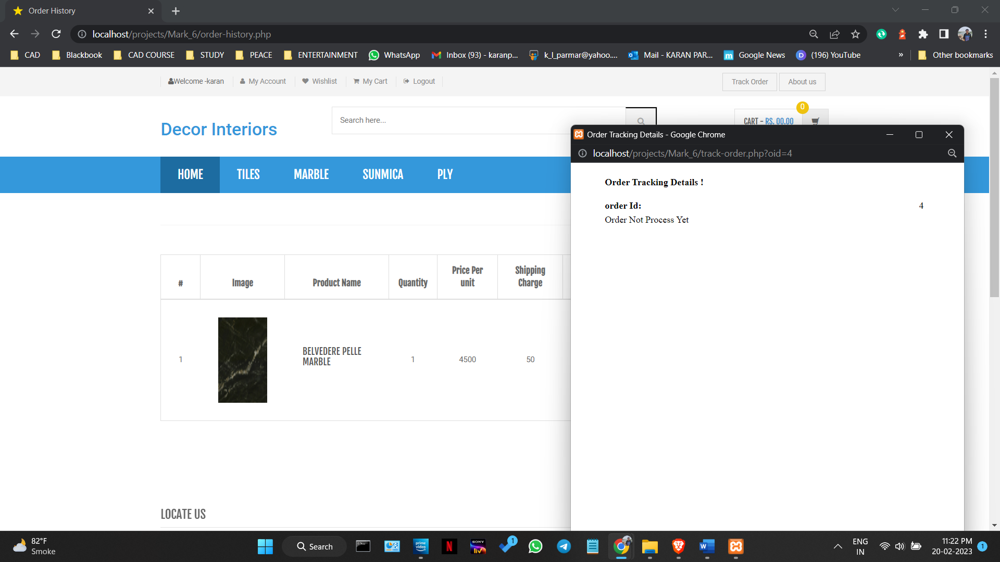 Order History
localhost/projects/Mark_6/order-history.php
CAD
Blackbook
CAD COURSE
STUDY
PEACE
ENTERTAINMENT
WhatsApp
Inbox (93) - karanp...
k_l_parmar@yahoo....
Mail - KARAN PAR...
Google News
(196) YouTube
»
Other bookmarks
Welcome -karan
My Account
Wishlist
My Cart
Logout
Track Order
About us
Decor Interiors
Search here...
0
CART - RS. 00.00
HOME
TILES
MARBLE
SUNMICA
PLY
Order Tracking Details - Google Chrome
localhost/projects/Mark_6/track-order.php?oid=4
Order Tracking Details !
order Id: 4
Order Not Process Yet
#
Image
Product Name
Quantity
Price Per
unit
Shipping
Charge
1
BELVEDERE PELLE
MARBLE
1
4500
50
LOCATE US
82°F
Smoke
Search
prime
video
N
SONY
liv
1
W
ENG
IN
11:22 PM
20-02-2023
1